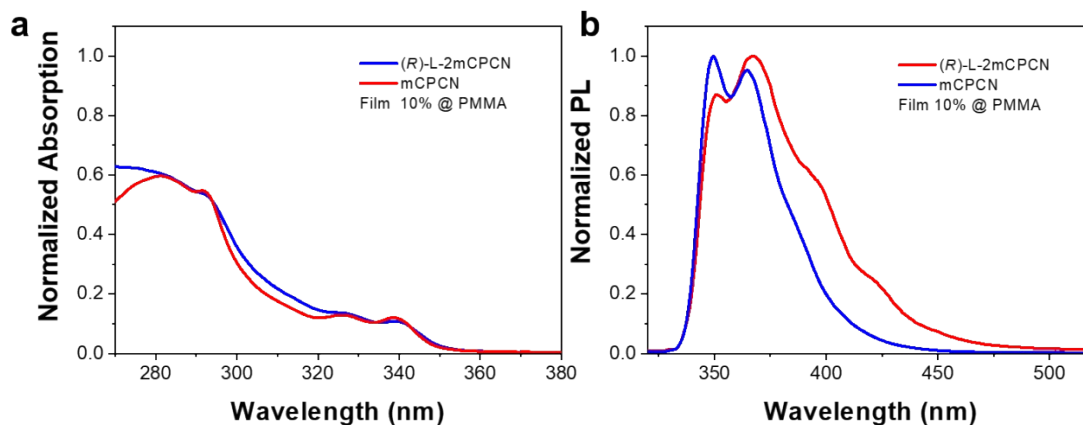 a
Normalized Absorption
1.0
0.8
0.6
0.4
0.2
0.0
(R)-L-2mCPCN
mCPCN
Film 10% @ PMMA
280 300 320 340 360 380
Wavelength (nm)
b
Normalized PL
1.0
0.8
0.6
0.4
0.2
0.0
(R)-L-2mCPCN
mCPCN
Film 10% @ PMMA
350 400 450 500
Wavelength (nm)